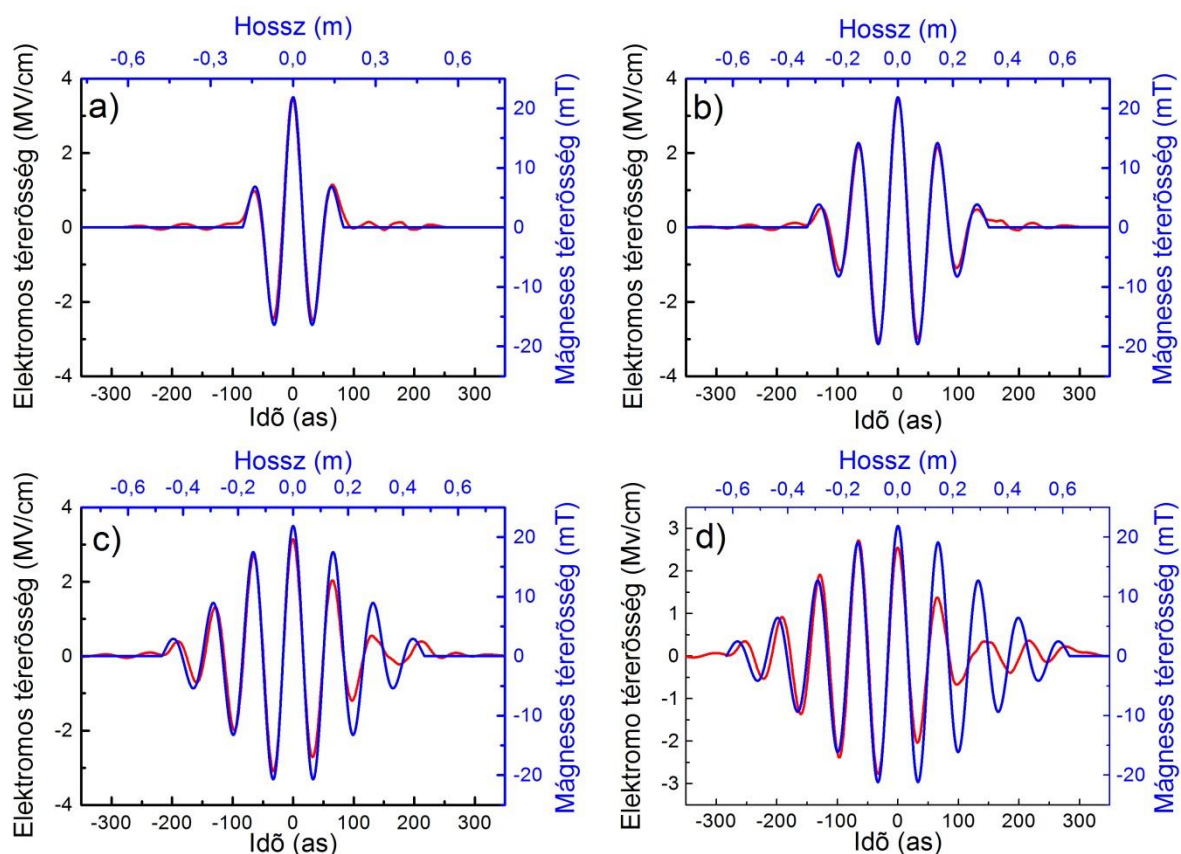 Hossz (m)
-0,6 -0,3 0,0 0,3 0,6
a)
Elektromos térerõsség (MV/cm)
4
2
0
-2
-4
20
10
0
-10
-20
Mágneses térerõsség (mT)
-300 -200 -100 0 100 200 300
Idõ (as)
Hossz (m)
-0,6 -0,4 -0,2 0,0 0,2 0,4 0,6
b)
Elektromos térerõsség (MV/cm)
4
2
0
-2
-4
20
10
0
-10
-20
Mágneses térerõsség (mT)
-300 -200 -100 0 100 200 300
Idõ (as)
Hossz (m)
-0,6 -0,4 -0,2 0,0 0,2 0,4 0,6
c)
Elektromos térerõsség (MV/cm)
4
2
0
-2
-4
20
10
0
-10
-20
Mágneses térerõsség (mT)
-300 -200 -100 0 100 200 300
Idõ (as)
Hossz (m)
-0,6 -0,4 -0,2 0,0 0,2 0,4 0,6
d)
Elektromo térerõsség (Mv/cm)
3
2
1
0
-1
-2
-3
20
10
0
-10
-20
Mágneses térerõsség (mT)
-300 -200 -100 0 100 200 300
Idõ (as)